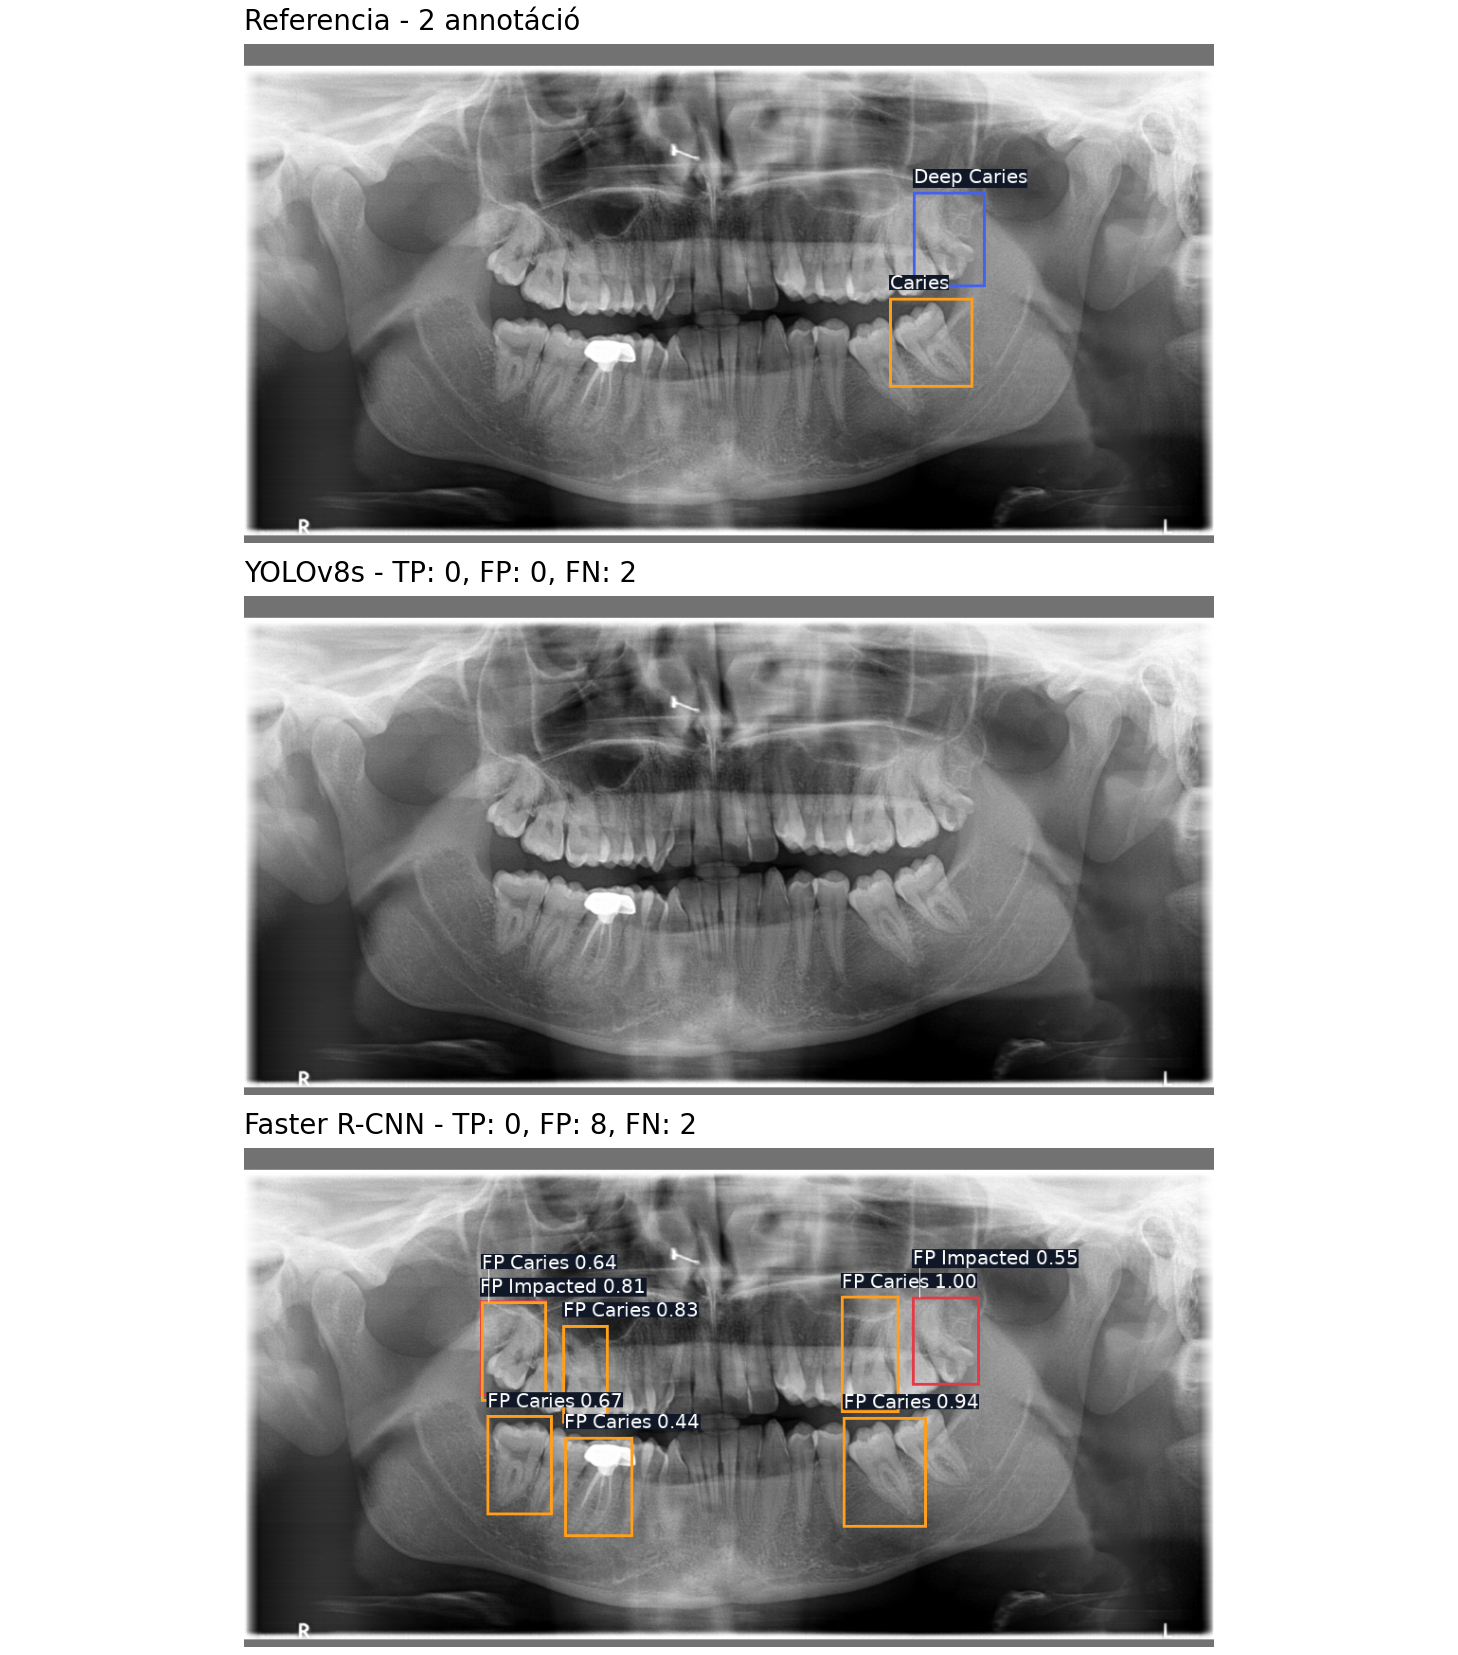 Referencia - 2 annotáció
Deep Caries
Caries
R
L
YOLOv8s - TP: 0, FP: 0, FN: 2
R
L
Faster R-CNN - TP: 0, FP: 8, FN: 2
FP Caries 0.64
FP Impacted 0.55
FP Impacted 0.81
FP Caries 1.00
FP Caries 0.83
FP Caries 0.67
FP Caries 0.94
FP Caries 0.44
R
L